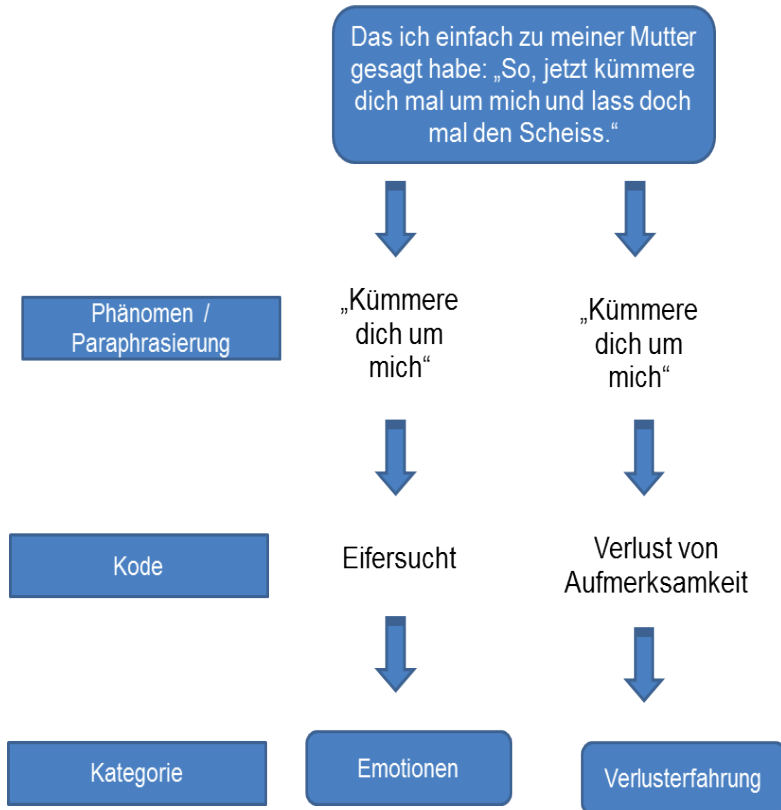 Das ich einfach zu meiner Mutter
gesagt habe: „So, jetzt kümmere
dich mal um mich und lass doch
mal den Scheiss.“
Phänomen /
Paraphrasierung
„Kümmere
dich um
mich“
„Kümmere
dich um
mich“
Kode
Eifersucht
Verlust von
Aufmerksamkeit
Kategorie
Emotionen
Verlusterfahrung